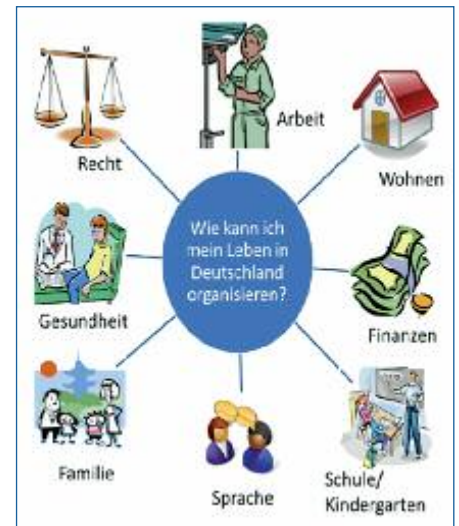 Arbeit
Recht
Wohnen
Wie kann ich
mein Leben in
Deutschland
organisieren?
Gesundheit
Finanzen
Familie
Sprache
Schule/
Kindergarten